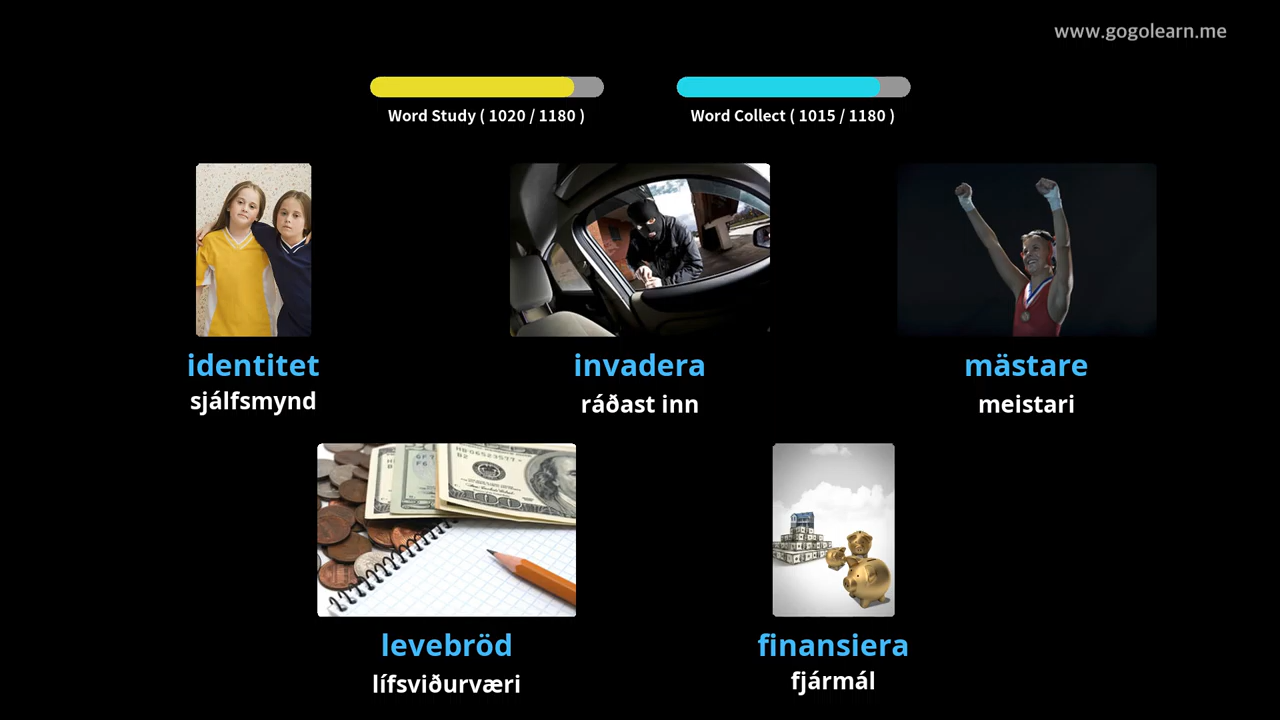 www.gogolearn.me
Word Study ( 1020 / 1180 )
Word Collect ( 1015 / 1180 )
identitet
sjálfsmynd
invadera
ráðast inn
mästare
meistari
levebröd
lífsviðurværi
finansiera
fjármál